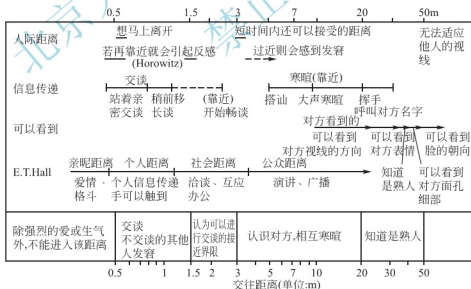 北京
0.5 1.5 3 7 20 50m
人际距离
想马上离开
若再靠近就会引起反感
(Horowitz)
短时间内还可以接受的距离
过近则会感到发窘
无法适应
他人的视
线
信息传递
交谈
站着亲
密交谈
稍前移
长谈
(靠近)
开始畅谈
寒暄(靠近)
搭讪 大声寒暄 挥手
呼叫对方名字
可以看到
对方看到的
可以看到
对方视线的方向
可以看到
对方表情
可以看到
脸的朝向
E.T.Hall
亲昵距离 个人距离 社会距离 公众距离
爱情·
格斗
个人信息传递
手可以触到
洽谈、互应
办公
演讲、广播
知道
是熟人
可以看到
对方面孔
细部
除强烈的爱或生气
外,不能进入该距离
交谈
不交谈的其他
人发窘
认为可以进
行交谈的接
近界限
认识对方,相互寒暄
知道是熟人
0.5 1 1.5 2 3 5 7 10 20 30 50
交往距离(单位:m)